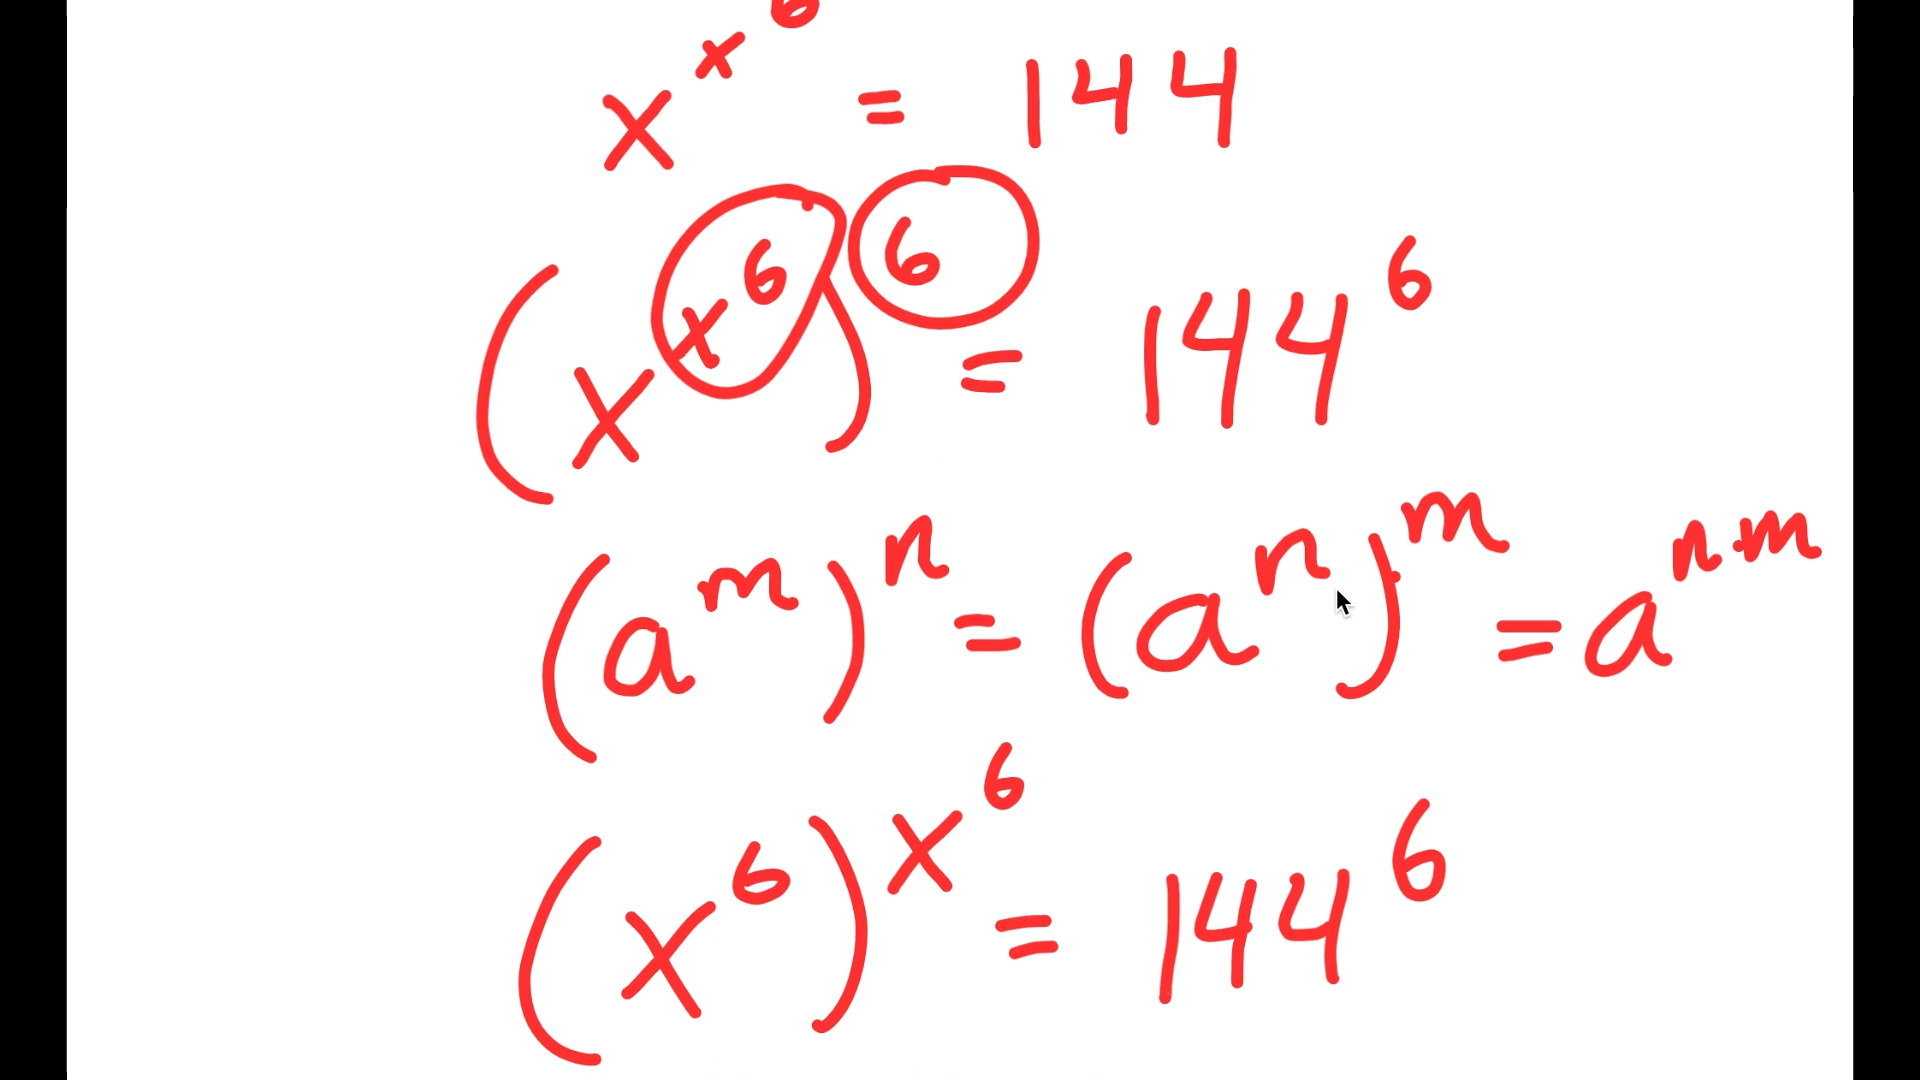 x^x^6 = 144
(x^x^6)^6 = 144^6
(a^m)^n = (a^n)^m = a^n·m
(x^6)^x^6 = 144^6